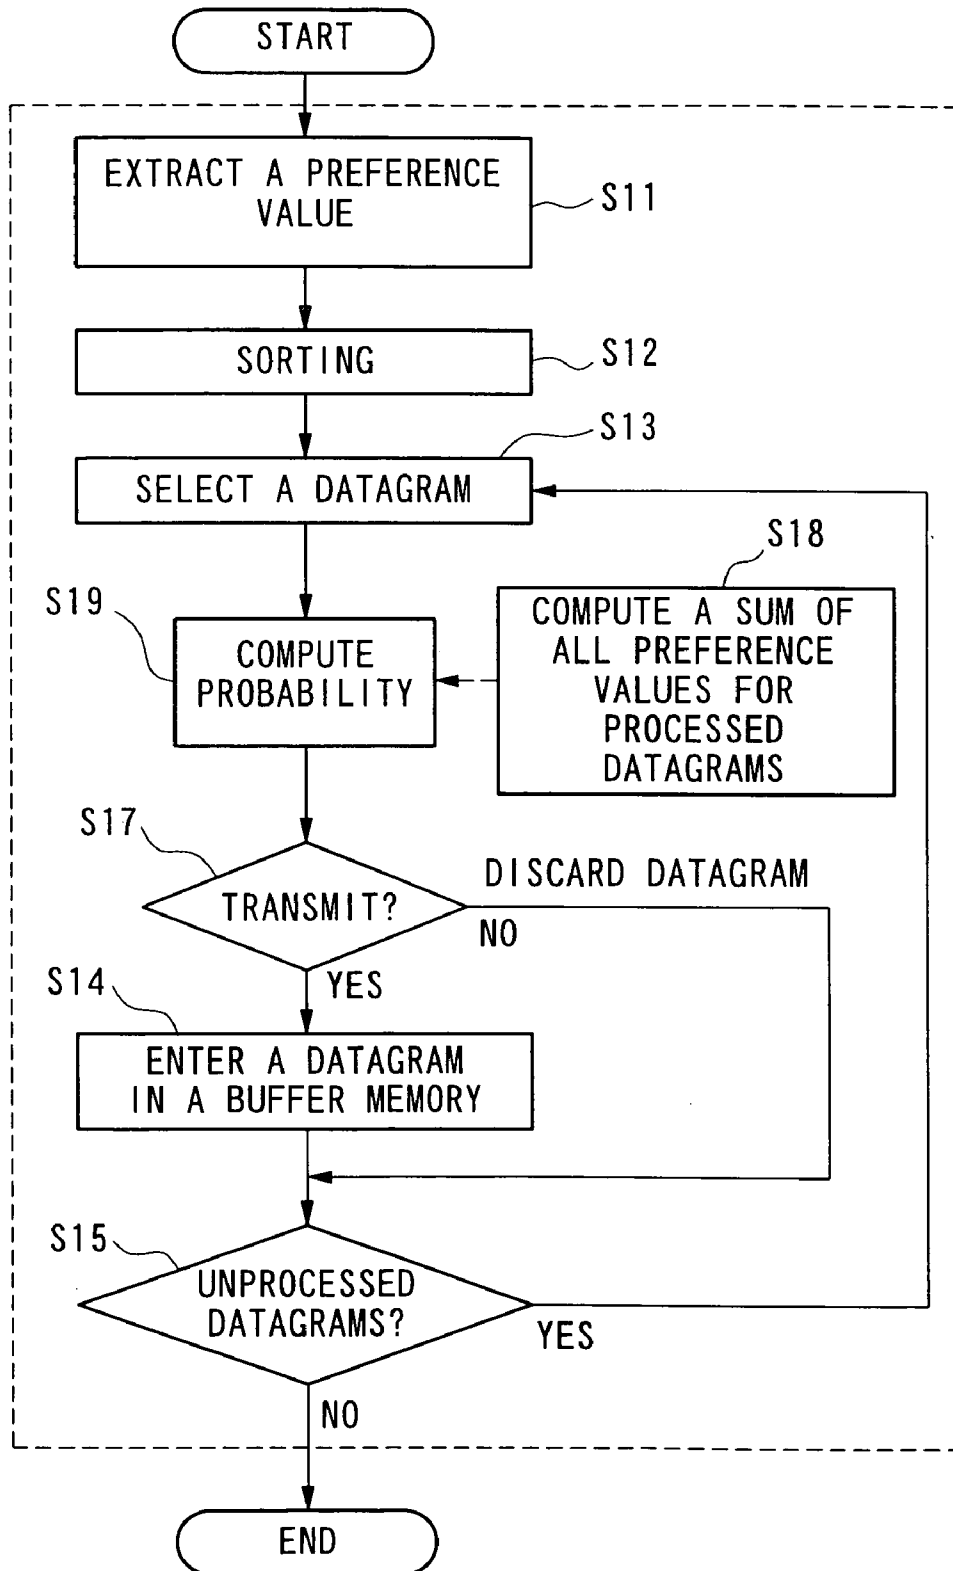 START
EXTRACT A PREFERENCE
VALUE
S11
SORTING
S12
S13
SELECT A DATAGRAM
S18
S19
COMPUTE
PROBABILITY
COMPUTE A SUM OF
ALL PREFERENCE
VALUES FOR
PROCESSED
DATAGRAMS
S17
TRANSMIT?
DISCARD DATAGRAM
NO
YES
S14
ENTER A DATAGRAM
IN A BUFFER MEMORY
S15
UNPROCESSED
DATAGRAMS?
YES
NO
END